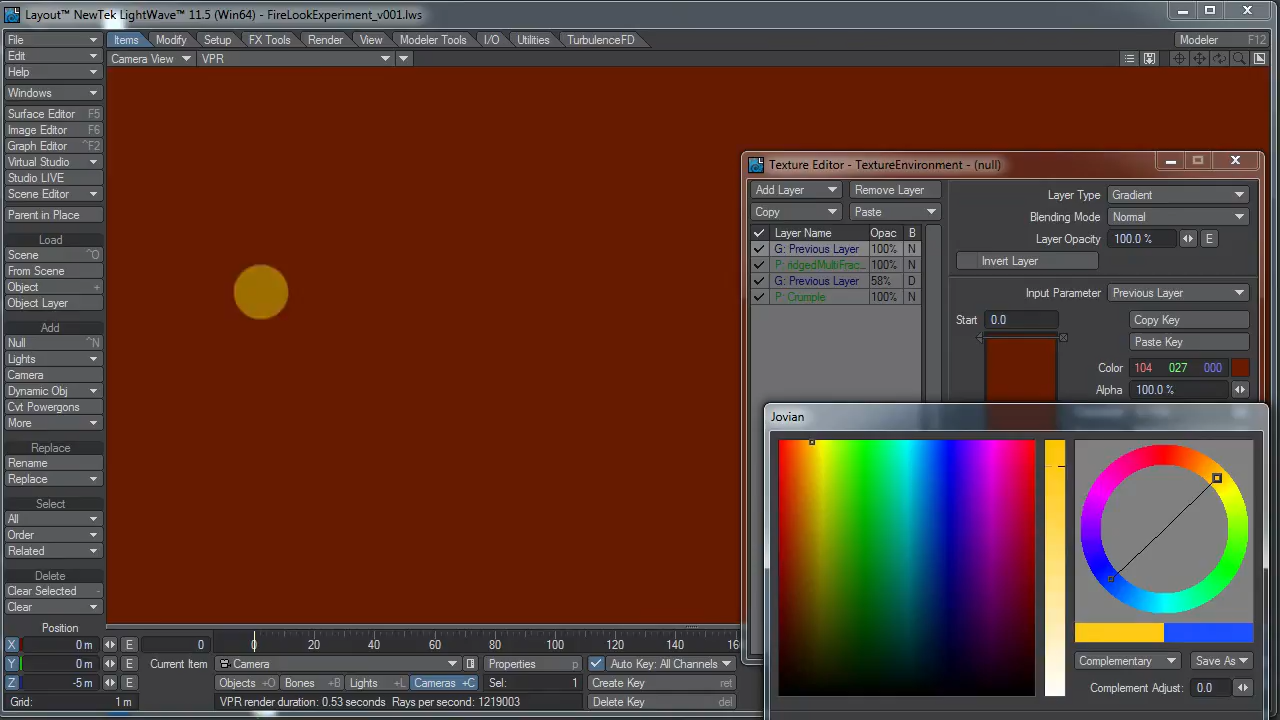 Layout™ NewTek LightWave™ 11.5 (Win64) - FireLookExperiment_v001.lws
File Items Modify Setup FX Tools Render View Modeler Tools I/O Utilities TurbulenceFD Modeler F12
Edit Camera View VPR
Help
Windows
Surface Editor F5
Image Editor F6
Graph Editor ^F2
Virtual Studio
Studio LIVE
Scene Editor
Parent in Place
Load
Scene ^O
From Scene
Object +
Object Layer
Add
Null ^N
Lights
Camera
Dynamic Obj
Cvt Powergons
More
Replace
Rename
Replace
Select
All
Order
Related
Delete
Clear Selected -
Clear
Position
X 0 m E
Y 0 m E
Z -5 m E
Grid: 1 m
Texture Editor - TextureEnvironment - (null)
Add Layer Remove Layer
Copy Paste
Layer Name Opac B
G: Previous Layer 100% N
P: ridgedMultiFrac... 100% N
G: Previous Layer 58% D
P: Crumple 100% N
Layer Type Gradient
Blending Mode Normal
Layer Opacity 100.0 % E
Invert Layer
Input Parameter Previous Layer
Start 0.0
Copy Key
Paste Key
Color 104 027 000
Alpha 100.0 %
Jovian
Complementary Save As
Complement Adjust: 0.0
0 0 20 40 60 80 100 120 140 16
Current Item Camera Properties p Auto Key: All Channels
Objects +O Bones +B Lights +L Cameras +C Sel: 1 Create Key ret
VPR render duration: 0.53 seconds Rays per second: 1219003 Delete Key del